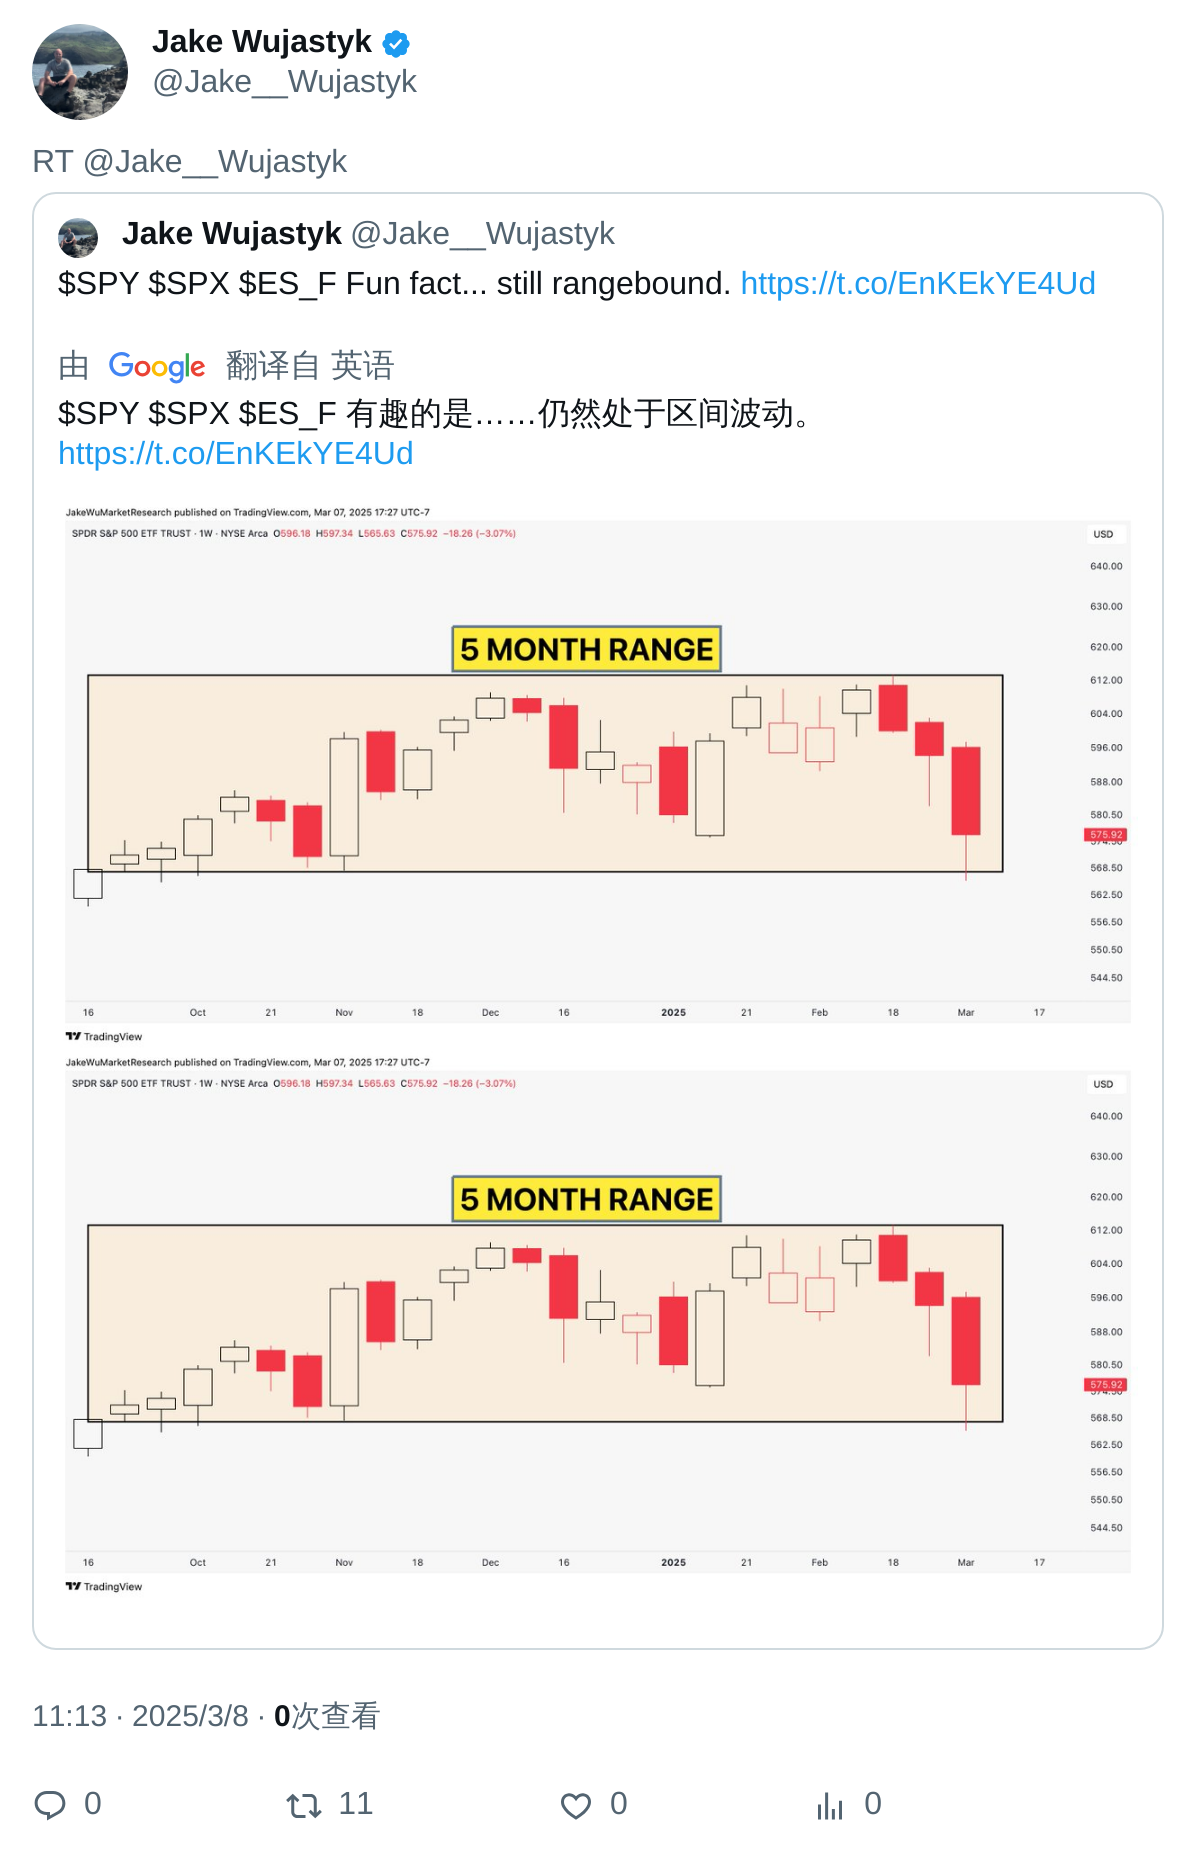 Jake Wujastyk
@Jake__Wujastyk
RT @Jake__Wujastyk
Jake Wujastyk @Jake__Wujastyk
$SPY $SPX $ES_F Fun fact... still rangebound. https://t.co/EnKEkYE4Ud
由 Google 翻译自 英语
$SPY $SPX $ES_F 有趣的是……仍然处于区间波动。
https://t.co/EnKEkYE4Ud
JakeWuMarketResearch published on TradingView.com, Mar 07, 2025 17:27 UTC-7
SPDR S&P 500 ETF TRUST · 1W · NYSE Arca O596.18 H597.34 L565.63 C575.92 −18.26 (−3.07%)
USD
640.00
630.00
5 MONTH RANGE
620.00
612.00
604.00
596.00
588.00
580.50
575.92
574.50
568.50
562.50
556.50
550.50
544.50
16 Oct 21 Nov 18 Dec 16 2025 21 Feb 18 Mar 17
TradingView
JakeWuMarketResearch published on TradingView.com, Mar 07, 2025 17:27 UTC-7
SPDR S&P 500 ETF TRUST · 1W · NYSE Arca O596.18 H597.34 L565.63 C575.92 −18.26 (−3.07%)
USD
640.00
630.00
5 MONTH RANGE
620.00
612.00
604.00
596.00
588.00
580.50
575.92
574.50
568.50
562.50
556.50
550.50
544.50
16 Oct 21 Nov 18 Dec 16 2025 21 Feb 18 Mar 17
TradingView
11:13 · 2025/3/8 · 0次查看
0 11 0 0